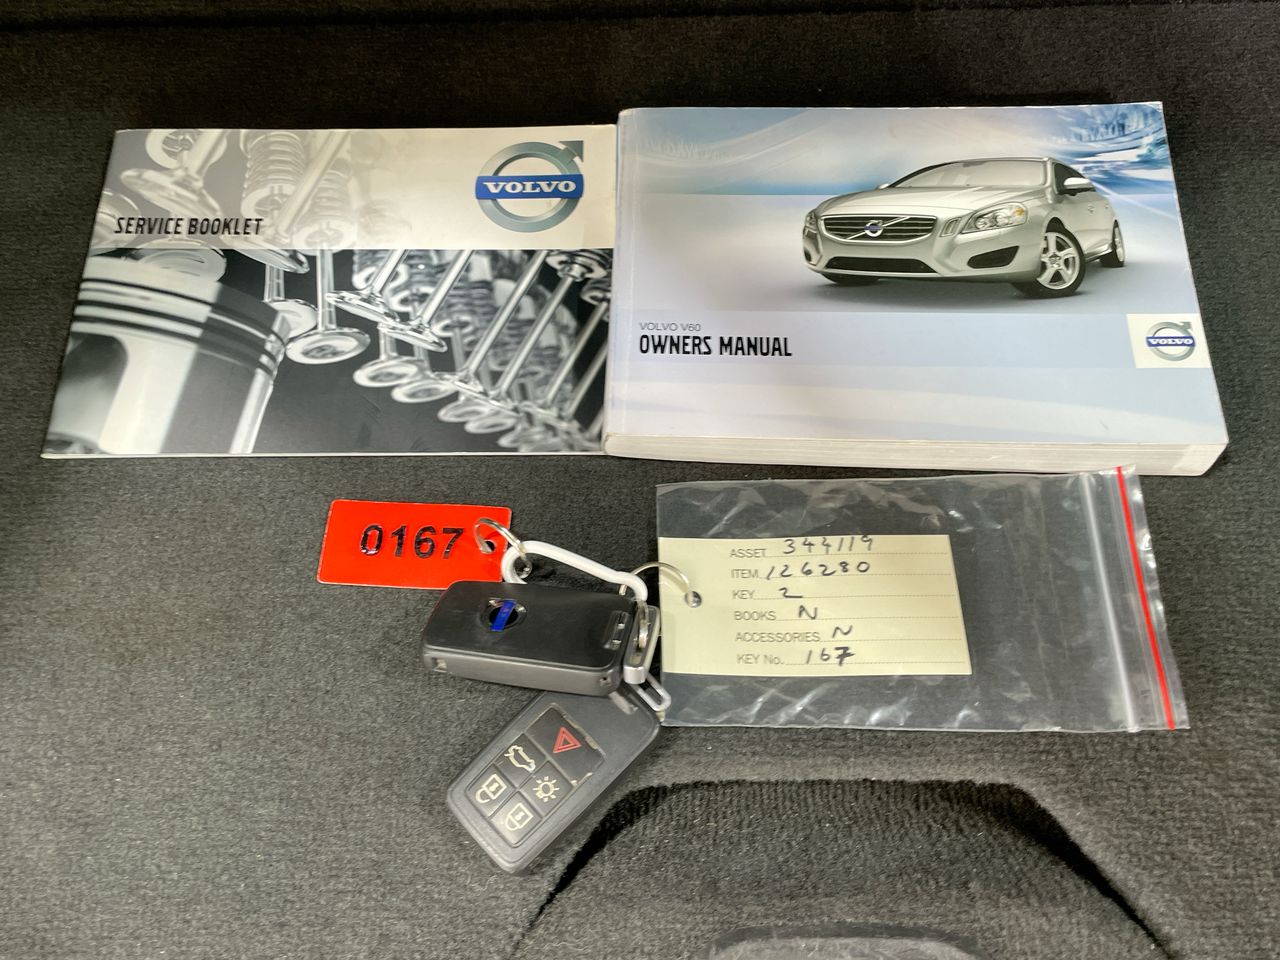 VOLVO
SERVICE BOOKLET
VOLVO V60
OWNERS MANUAL
VOLVO
0167
ASSET 344119
ITEM 126280
KEY 2
BOOKS N
ACCESSORIES N
KEY No. 167